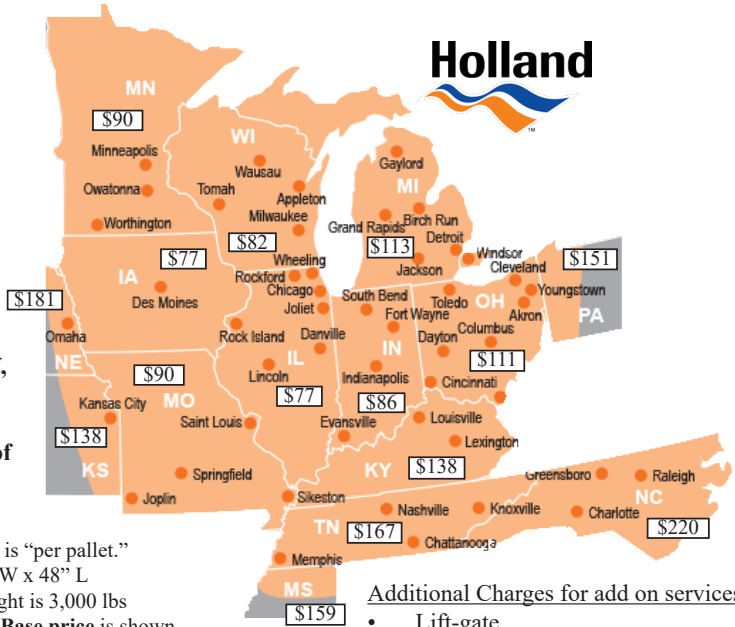 Holland
™
MN
$90
Minneapolis
Owatonna
Worthington
WI
Wausau
Tomah
Appleton
Milwaukee
$82
Gaylord
MI
Grand Rapids
Birch Run
$113
Detroit
Jackson
Windsor
Cleveland
$151
IA
$77
Des Moines
Wheeling
Rockford
Chicago
Joliet
South Bend
Fort Wayne
Toledo
OH
Youngstown
Akron
PA
$181
Omaha
NE
Rock Island
Danville
IL
Lincoln
$77
IN
Indianapolis
$86
Dayton
Columbus
$111
Cincinnati
$90
MO
Kansas City
$138
KS
Saint Louis
Springfield
Joplin
Sikeston
Evansville
Louisville
Lexington
KY
$138
Greensboro
Raleigh
NC
Charlotte
$220
TN
Nashville
$167
Knoxville
Chattanooga
Memphis
MS
$159
of
is “per pallet.”
W x 48” L
ght is 3,000 lbs
Base price is shown
Additional Charges for add on services
• Lift-gate